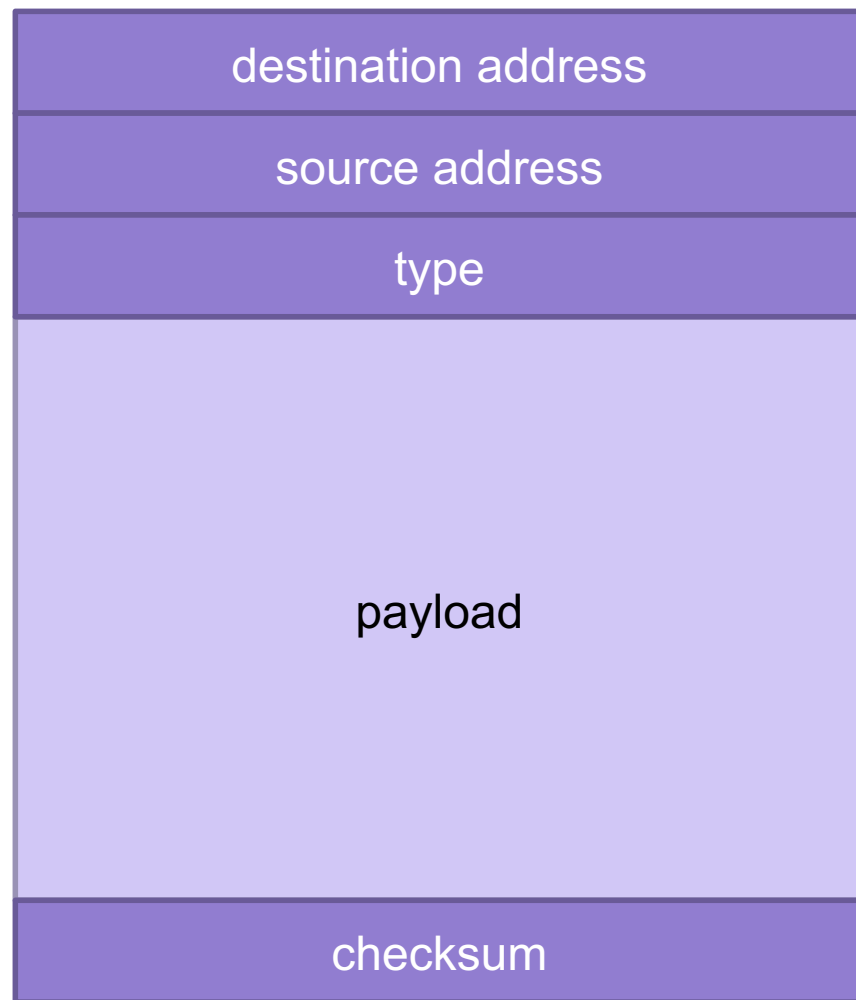 destination address
source address
type
payload
checksum